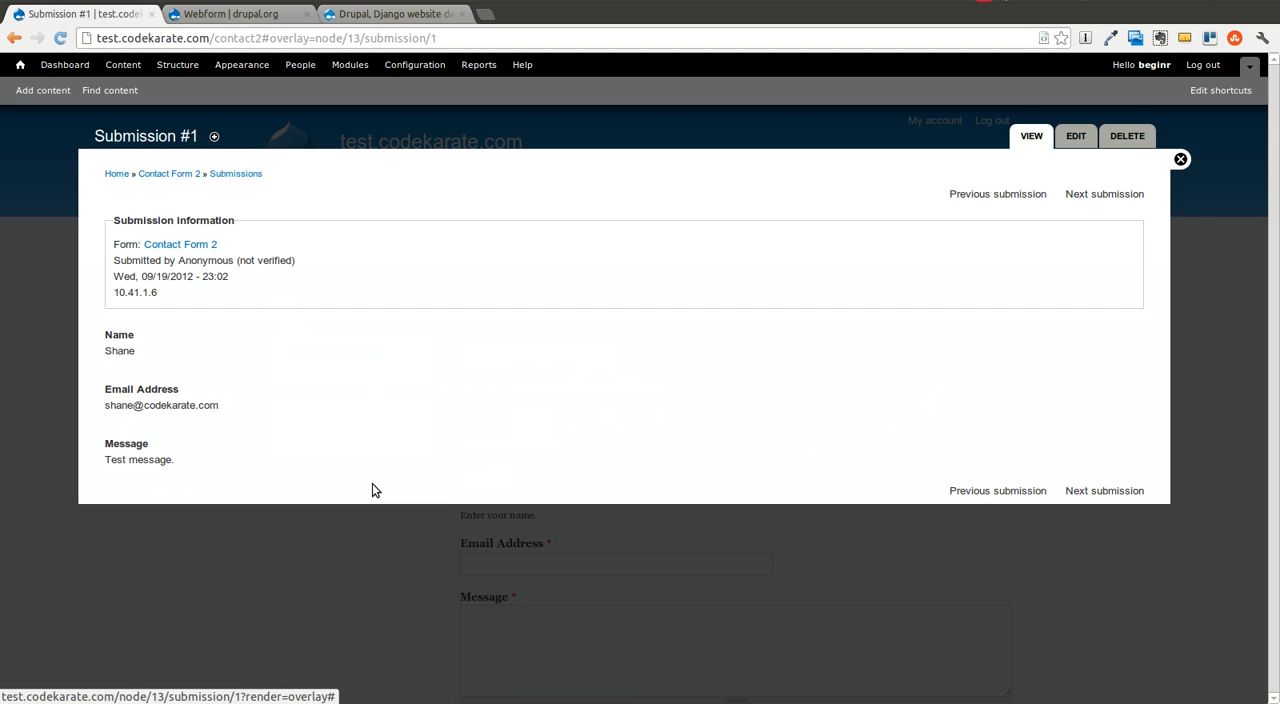 Submission #1 | test.codek
Webform | drupal.org
Drupal, Django website de
test.codekarate.com/contact2#overlay=node/13/submission/1
Dashboard Content Structure Appearance People Modules Configuration Reports Help
Hello beginr Log out
Add content Find content
Edit shortcuts
My account Log out
Submission #1
test.codekarate.com
VIEW EDIT DELETE
Home » Contact Form 2 » Submissions
Previous submission Next submission
Submission information
Form: Contact Form 2
Submitted by Anonymous (not verified)
Wed, 09/19/2012 - 23:02
10.41.1.6
Name
Shane
Email Address
shane@codekarate.com
Message
Test message.
Previous submission Next submission
Enter your name.
Email Address *
Message *
test.codekarate.com/node/13/submission/1?render=overlay#